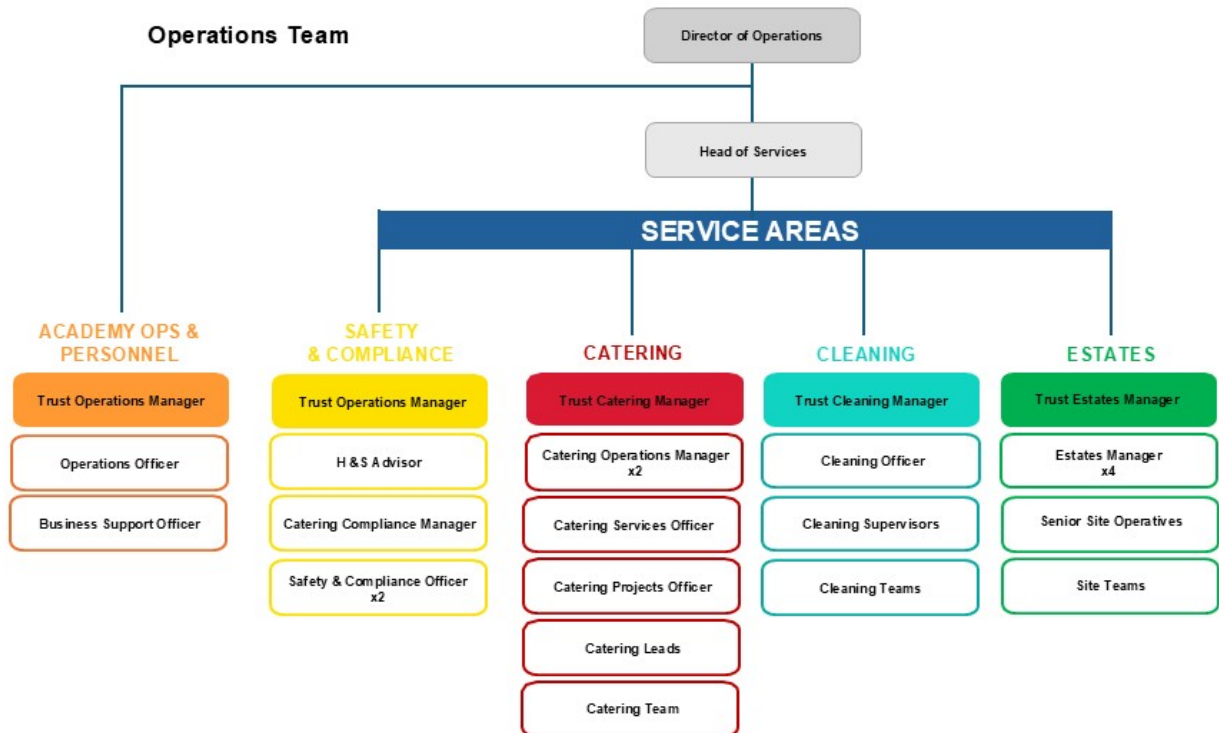 Operations Team
Director of Operations
Head of Services
SERVICE AREAS
ACADEMY OPS &
PERSONNEL
Trust Operations Manager
Operations Officer
Business Support Officer
SAFETY
& COMPLIANCE
Trust Operations Manager
H &S Advisor
Catering Compliance Manager
Safety & Compliance Officer
x2
CATERING
Trust Catering Manager
Catering Operations Manager
x2
Catering Services Officer
Catering Projects Officer
Catering Leads
Catering Team
CLEANING
Trust Cleaning Manager
Cleaning Officer
Cleaning Supervisors
Cleaning Teams
ESTATES
Trust Estates Manager
Estates Manager
x4
Senior Site Operatives
Site Teams